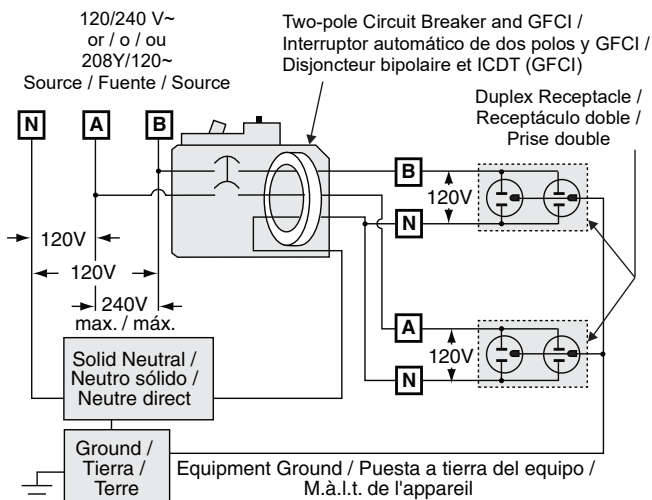 120/240 V~
or / o / ou
208Y/120~
Source / Fuente / Source
Two-pole Circuit Breaker and GFCI /
Interruptor automático de dos polos y GFCI /
Disjoncteur bipolaire et ICDT (GFCI)
Duplex Receptacle /
Receptáculo doble /
Prise double
N
A
B
B
120V
N
120V
120V
240V
max. / máx.
A
120V
N
Solid Neutral /
Neutro sólido /
Neutre direct
Ground /
Tierra /
Terre
Equipment Ground / Puesta a tierra del equipo /
M.à.l.t. de l'appareil